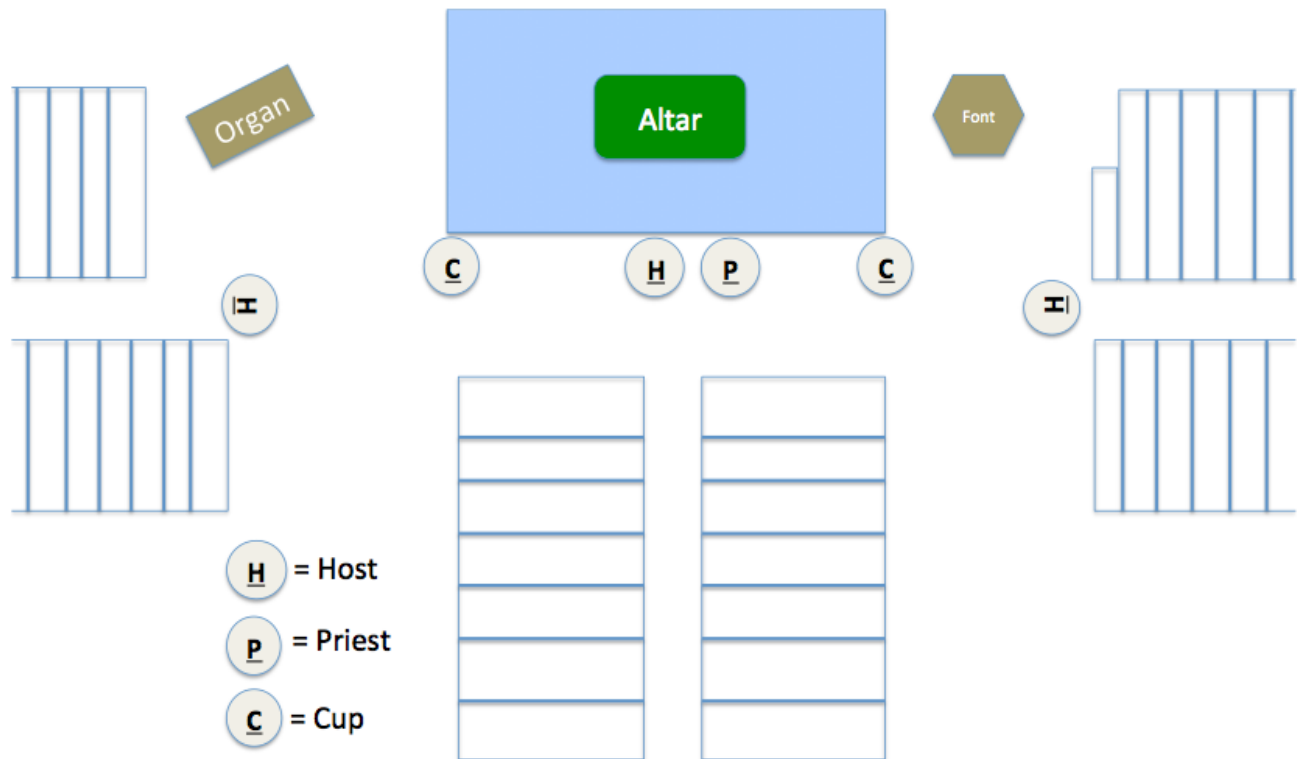 Organ
Altar
Font
C
H
P
C
H
H
H = Host
P = Priest
C = Cup